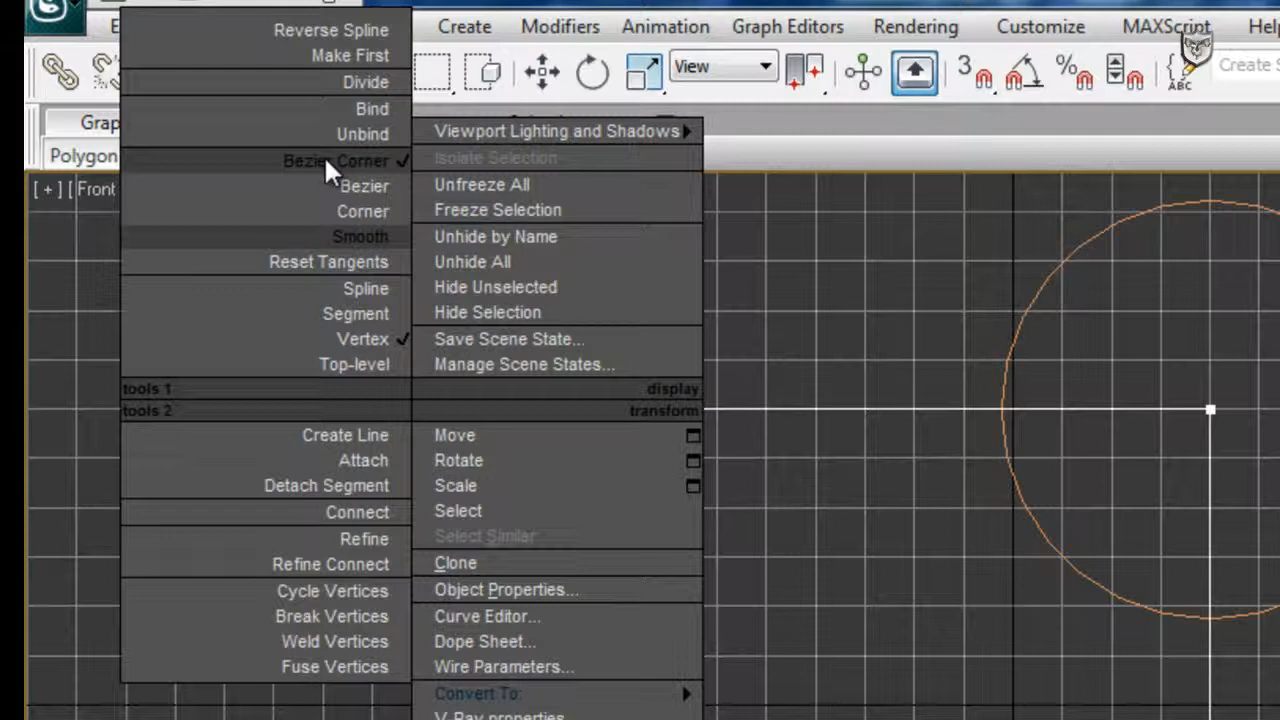 Create Modifiers Animation Graph Editors Rendering Customize MAXScript Help
View
3
%
ABC
Create S
Grap
Polygon
[ + ] [ Front
Reverse Spline
Make First
Divide
Bind
Unbind
Bezier Corner
Bezier
Corner
Smooth
Reset Tangents
Spline
Segment
Vertex
Top-level
tools 1
tools 2
Create Line
Attach
Detach Segment
Connect
Refine
Refine Connect
Cycle Vertices
Break Vertices
Weld Vertices
Fuse Vertices
Viewport Lighting and Shadows
Isolate Selection
Unfreeze All
Freeze Selection
Unhide by Name
Unhide All
Hide Unselected
Hide Selection
Save Scene State...
Manage Scene States...
display
transform
Move
Rotate
Scale
Select
Select Similar
Clone
Object Properties...
Curve Editor...
Dope Sheet...
Wire Parameters...
Convert To:
V-Ray properties